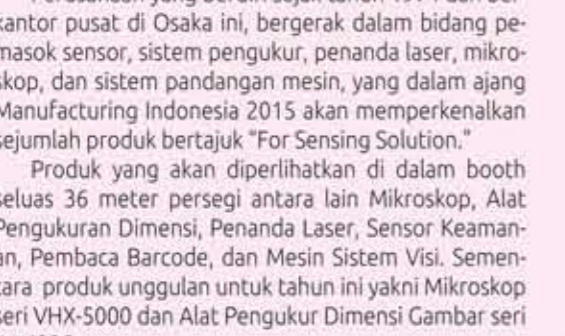 kantor pusat di Osaka ini, bergerak dalam bidang pe-
masok sensor, sistem pengukur, penanda laser, mikro-
skop, dan sistem pandangan mesin, yang dalam ajang
Manufacturing Indonesia 2015 akan memperkenalkan
sejumlah produk bertajuk “For Sensing Solution.”
Produk yang akan diperlihatkan di dalam booth
seluas 36 meter persegi antara lain Mikroskop, Alat
Pengukuran Dimensi, Penanda Laser, Sensor Keaman-
an, Pembaca Barcode, dan Mesin Sistem Visi. Semen-
tara produk unggulan untuk tahun ini yakni Mikroskop
seri VHX-5000 dan Alat Pengukur Dimensi Gambar seri